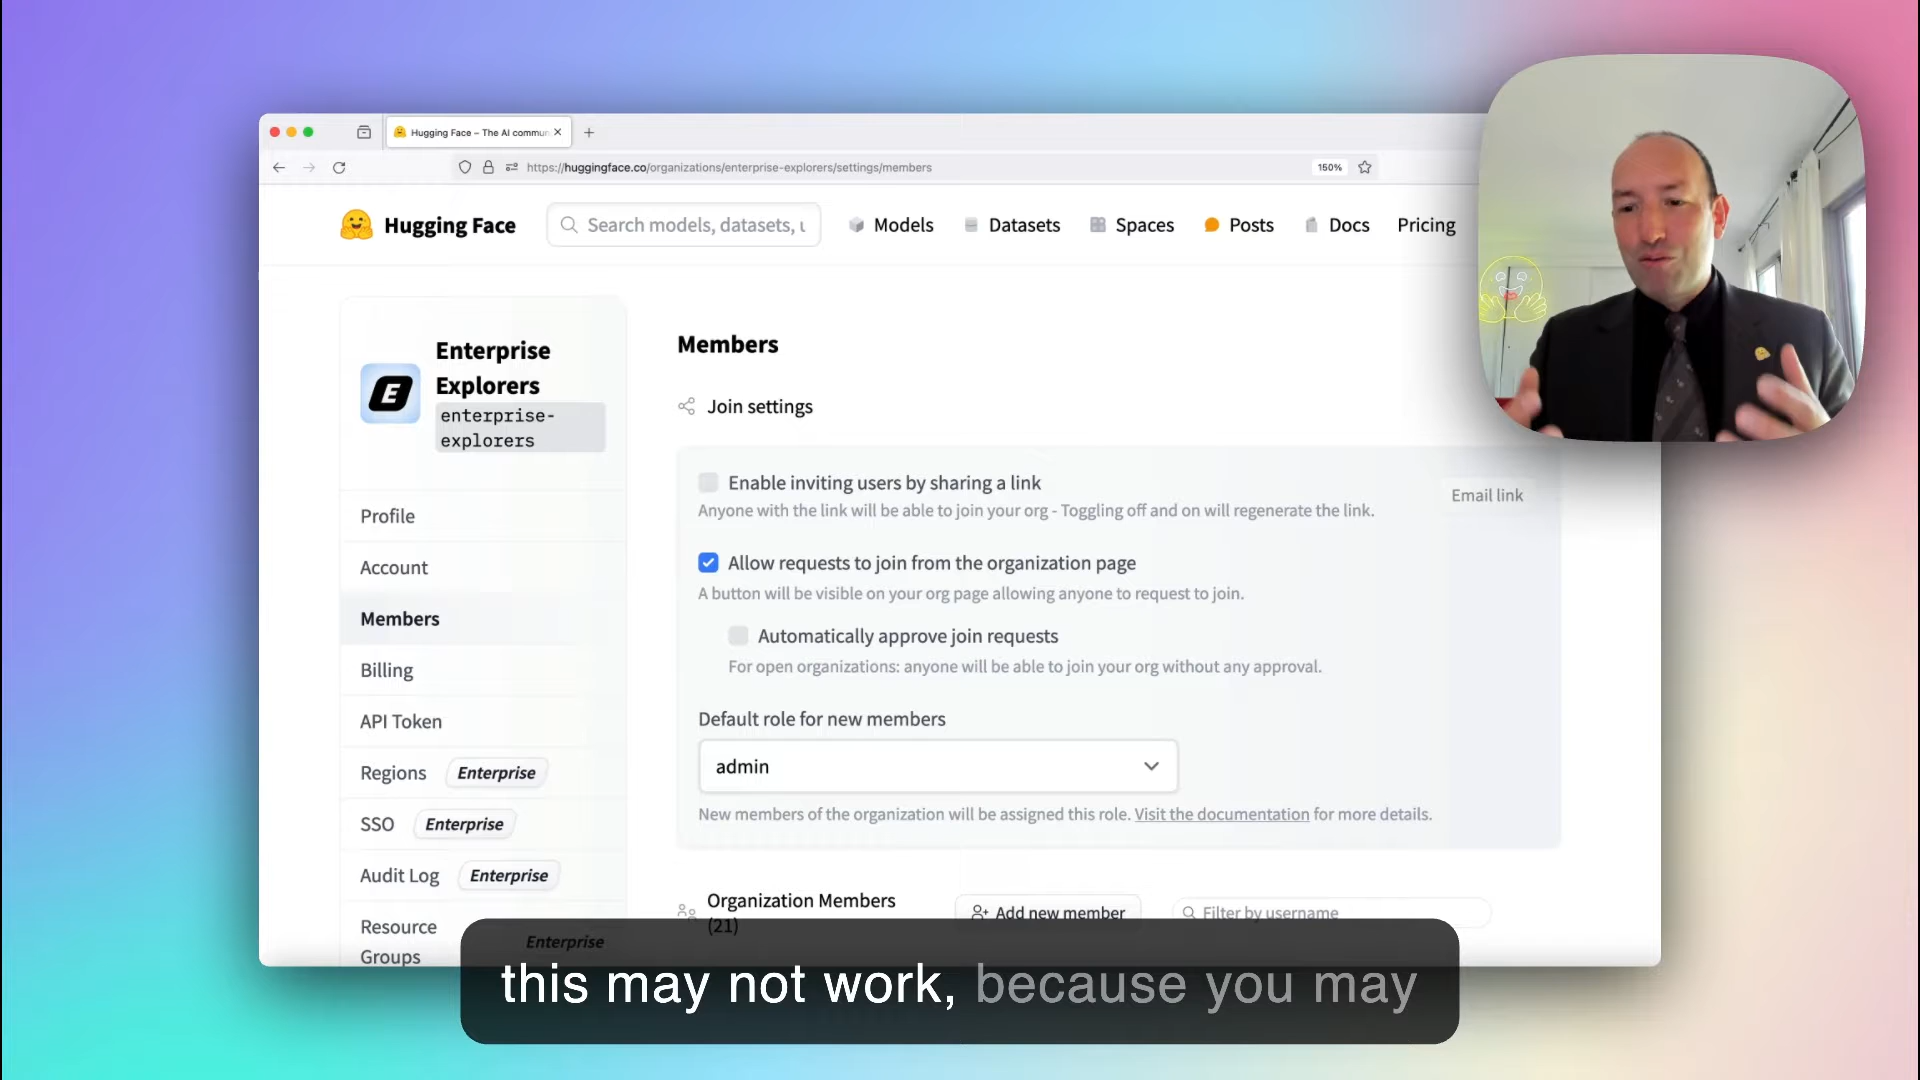 Hugging Face – The AI commun
https://huggingface.co/organizations/enterprise-explorers/settings/members
150%
Hugging Face
Search models, datasets, u
Models
Datasets
Spaces
Posts
Docs
Pricing
Enterprise
Explorers
enterprise-
explorers
Profile
Account
Members
Billing
API Token
Regions Enterprise
SSO Enterprise
Audit Log Enterprise
Resource
Groups
Enterprise
Members
Join settings
Enable inviting users by sharing a link
Anyone with the link will be able to join your org - Toggling off and on will regenerate the link.
Email link
Allow requests to join from the organization page
A button will be visible on your org page allowing anyone to request to join.
Automatically approve join requests
For open organizations: anyone will be able to join your org without any approval.
Default role for new members
admin
New members of the organization will be assigned this role. Visit the documentation for more details.
Organization Members
(21)
Add new member
Filter by username
E
this may not work, because you may